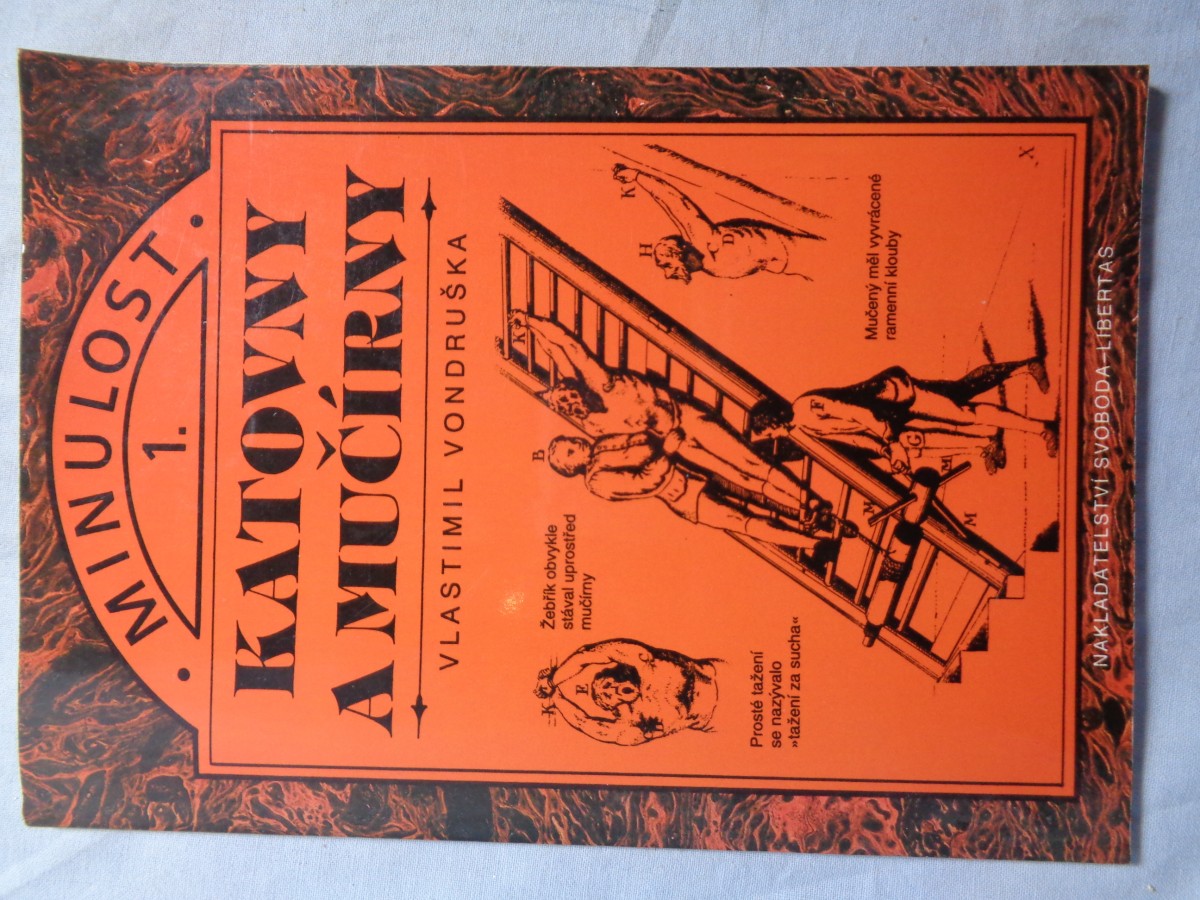 MINULOST
1.
KATOVNY
A MUČÍRNY
VLASTIMIL VONDRUŠKA
Žebřík obvykle
stával uprostřed
mučírny
K
E
B
K
H
K
D
Prosté tažení
se nazývalo
»tažení za sucha«
F
G
G
M
N
M
Mučený měl vyvrácené
ramenní klouby
X
NAKLADATELSTVÍ SVOBODA–LIBERTAS